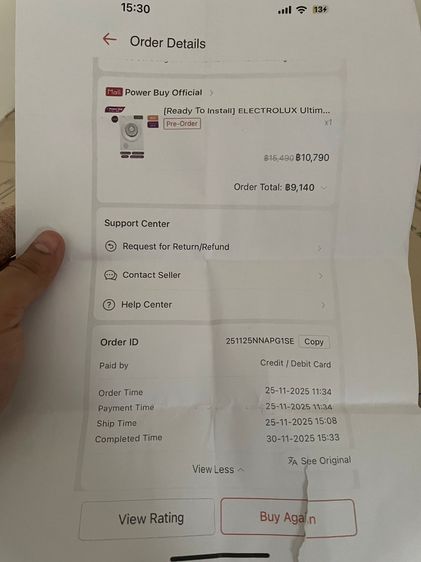 15:30
13
Order Details
Mall Power Buy Official
[Ready To Install] ELECTROLUX Ultim...
Pre-Order
x1
฿15,490 ฿10,790
Order Total: ฿9,140
Support Center
Request for Return/Refund
Contact Seller
Help Center
Order ID 251125NNAPG1SE Copy
Paid by Credit / Debit Card
Order Time 25-11-2025 11:34
Payment Time 25-11-2025 11:34
Ship Time 25-11-2025 15:08
Completed Time 30-11-2025 15:33
See Original
View Less
View Rating Buy Again